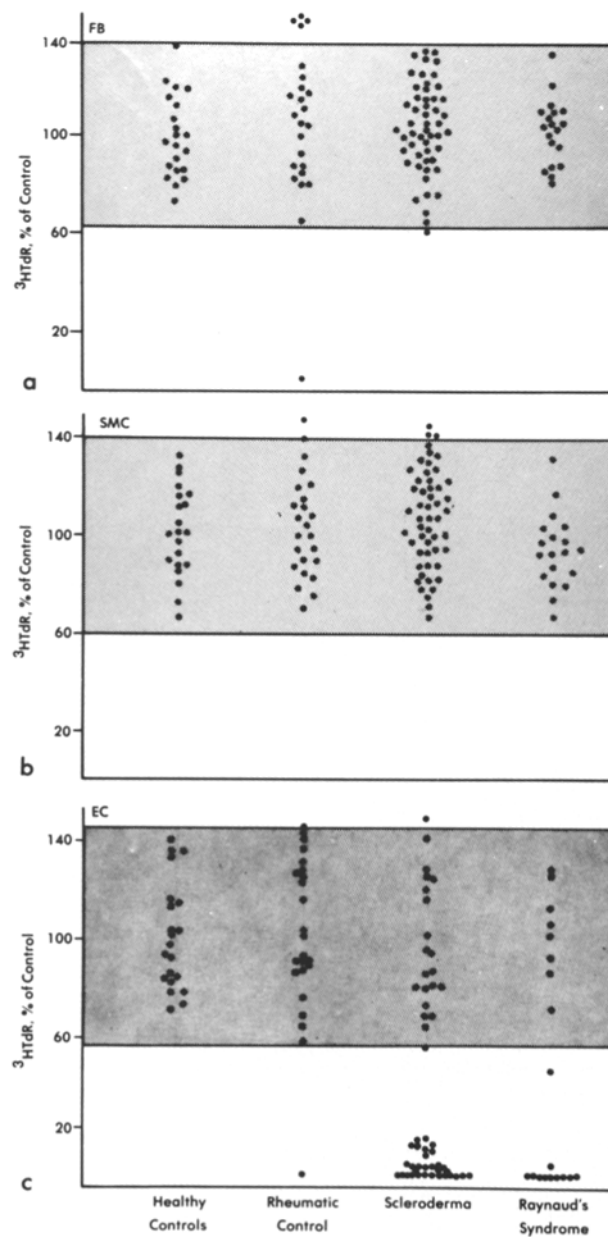 FB
140
100
60
20
³HTdR, % of Control
a
SMC
140
100
60
20
³HTdR, % of Control
b
EC
140
100
60
20
³HTdR, % of Control
c
Healthy Controls
Rheumatic Control
Scleroderma
Raynaud's Syndrome